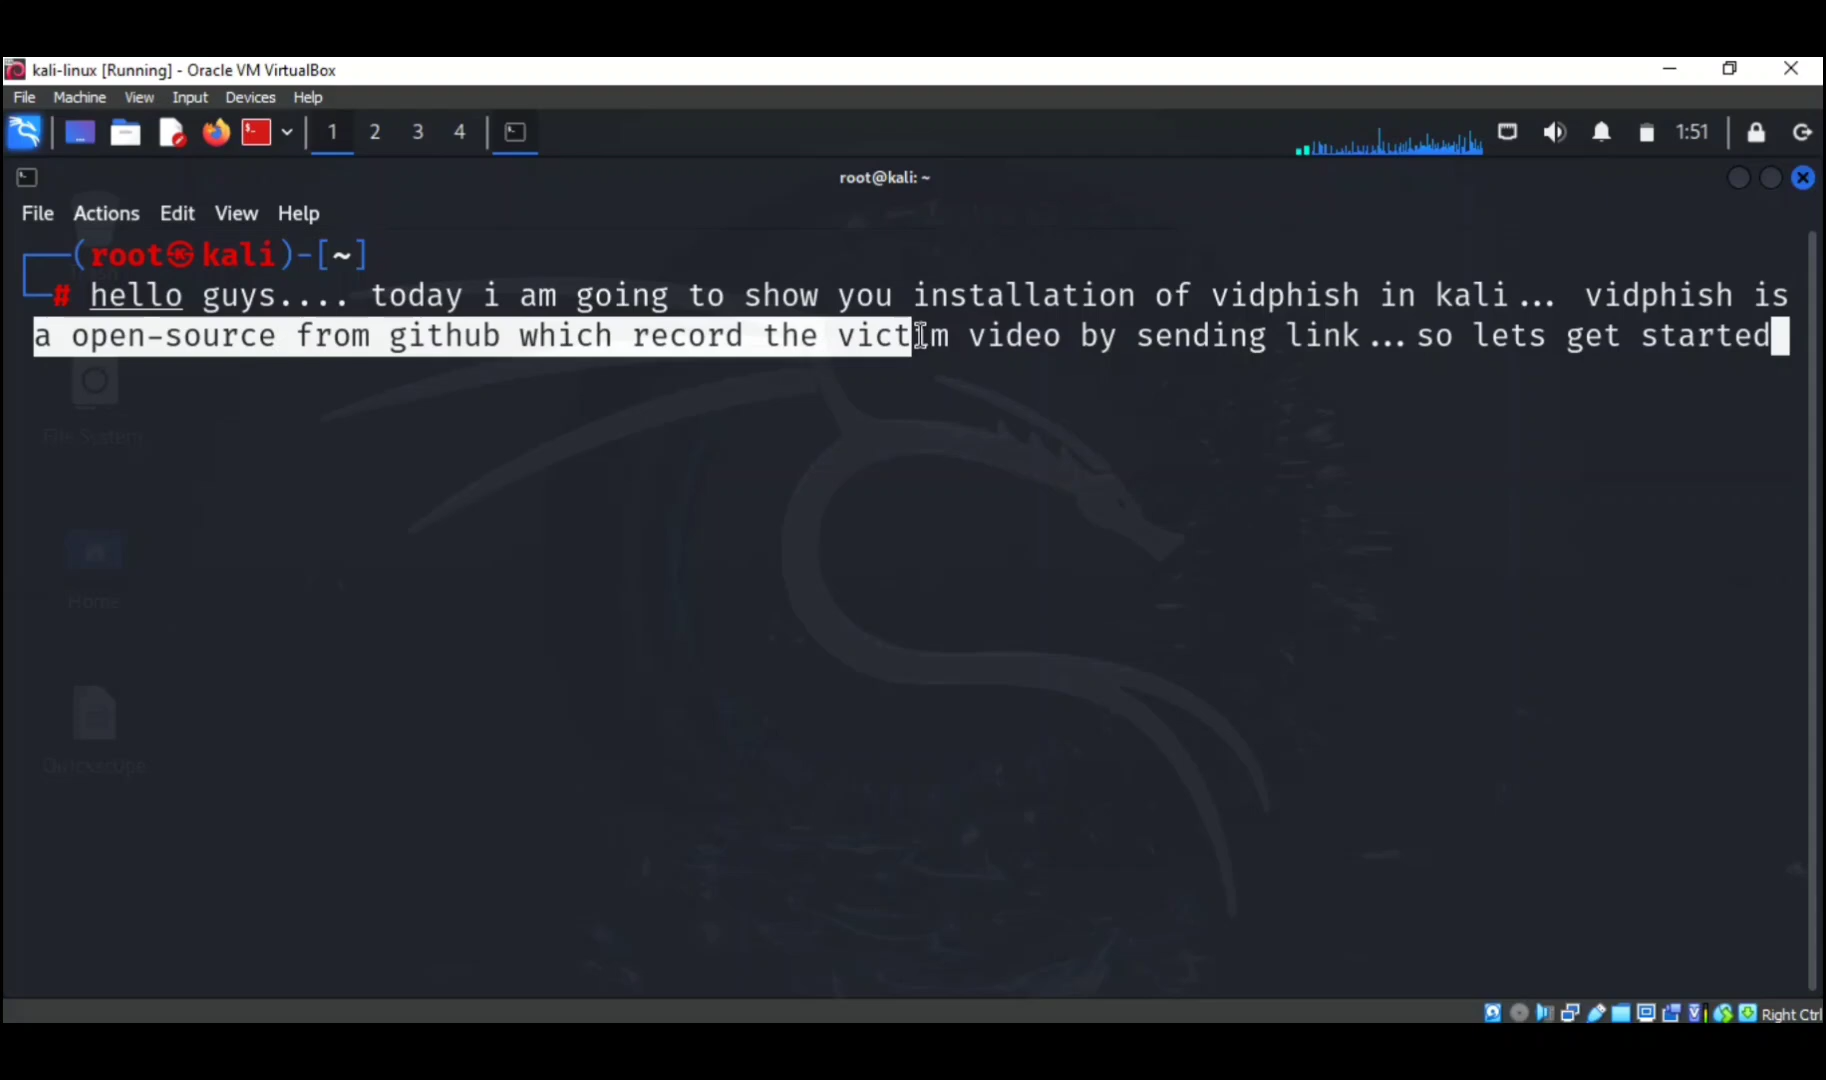 kali-linux [Running] - Oracle VM VirtualBox
File Machine View Input Devices Help
1 2 3 4 1:51
root@kali: ~
File Actions Edit View Help
(root㉿kali)-[~]
# hello guys.... today i am going to show you installation of vidphish in kali... vidphish is
a open-source from github which record the victim video by sending link...so lets get started
File System
Home
Right Ctrl